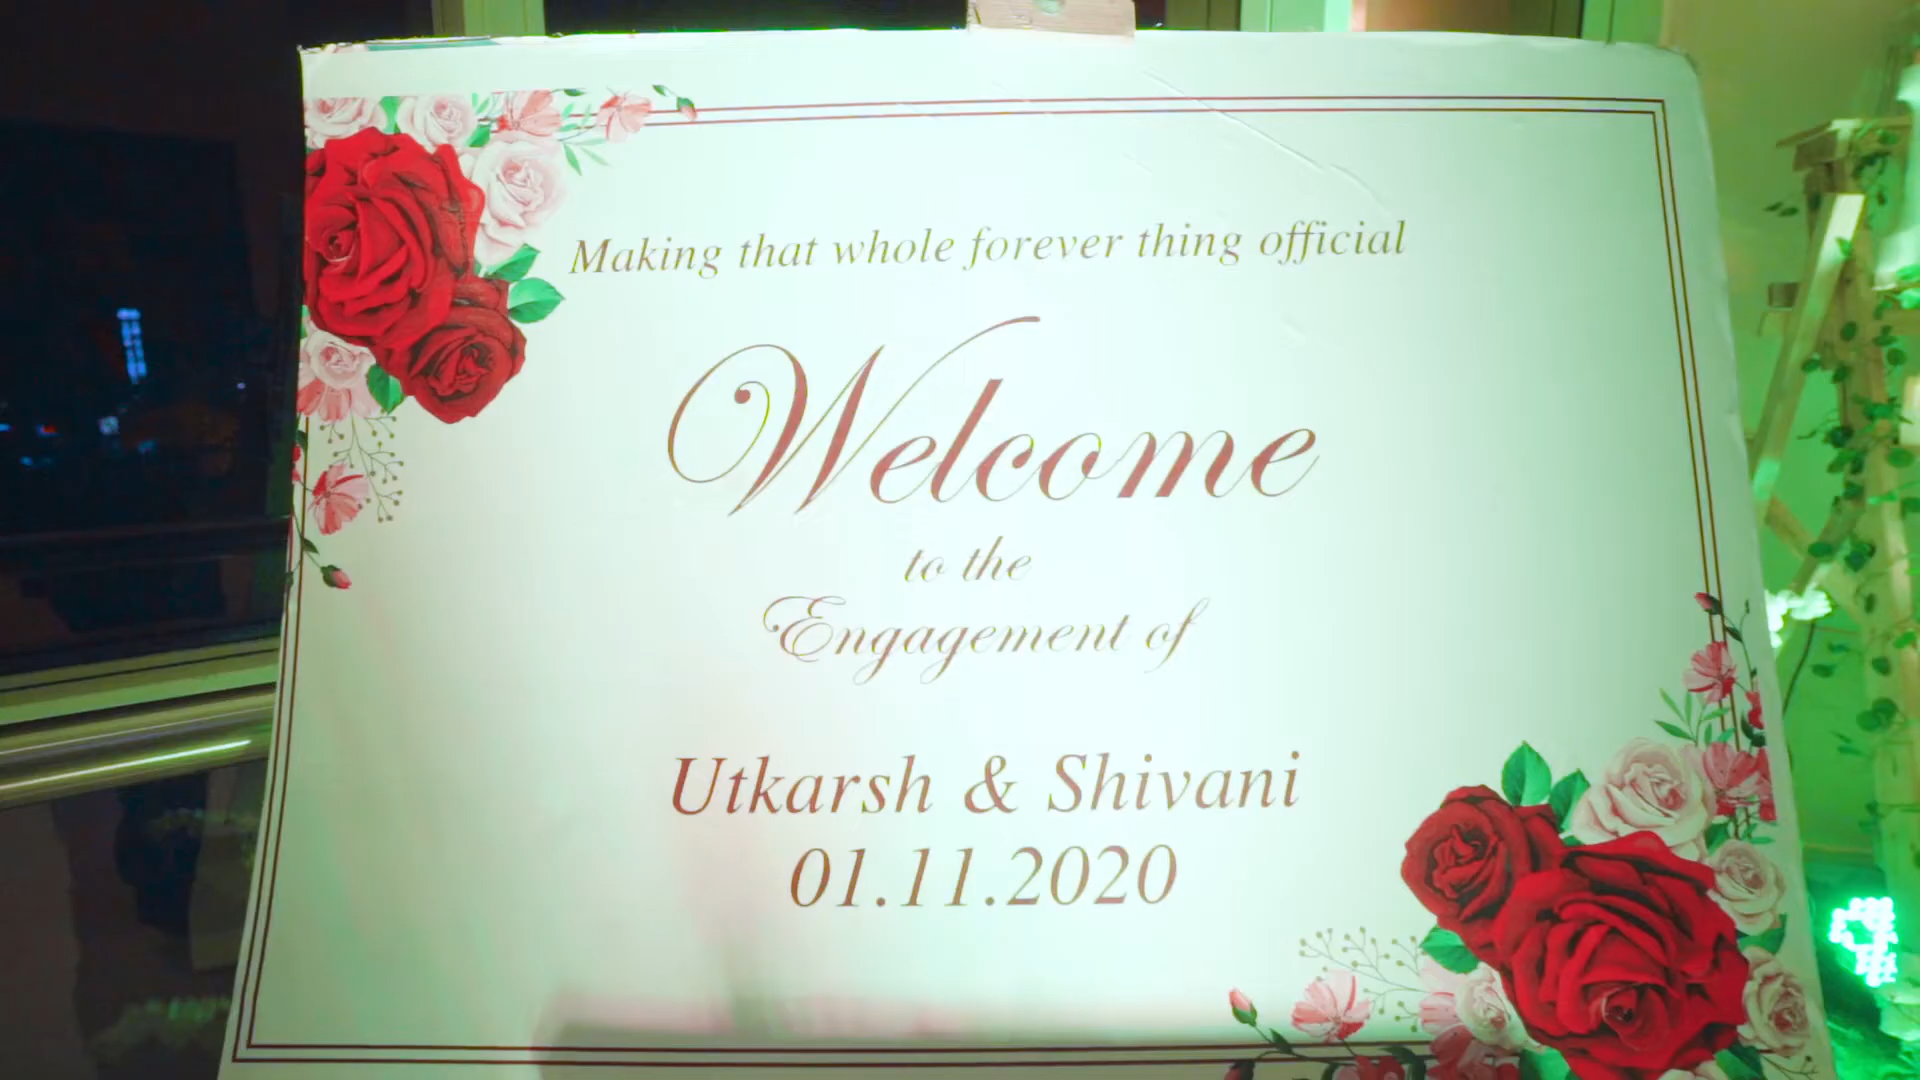 Making that whole forever thing official
Welcome
to the
Engagement of
Utkarsh & Shivani
01.11.2020